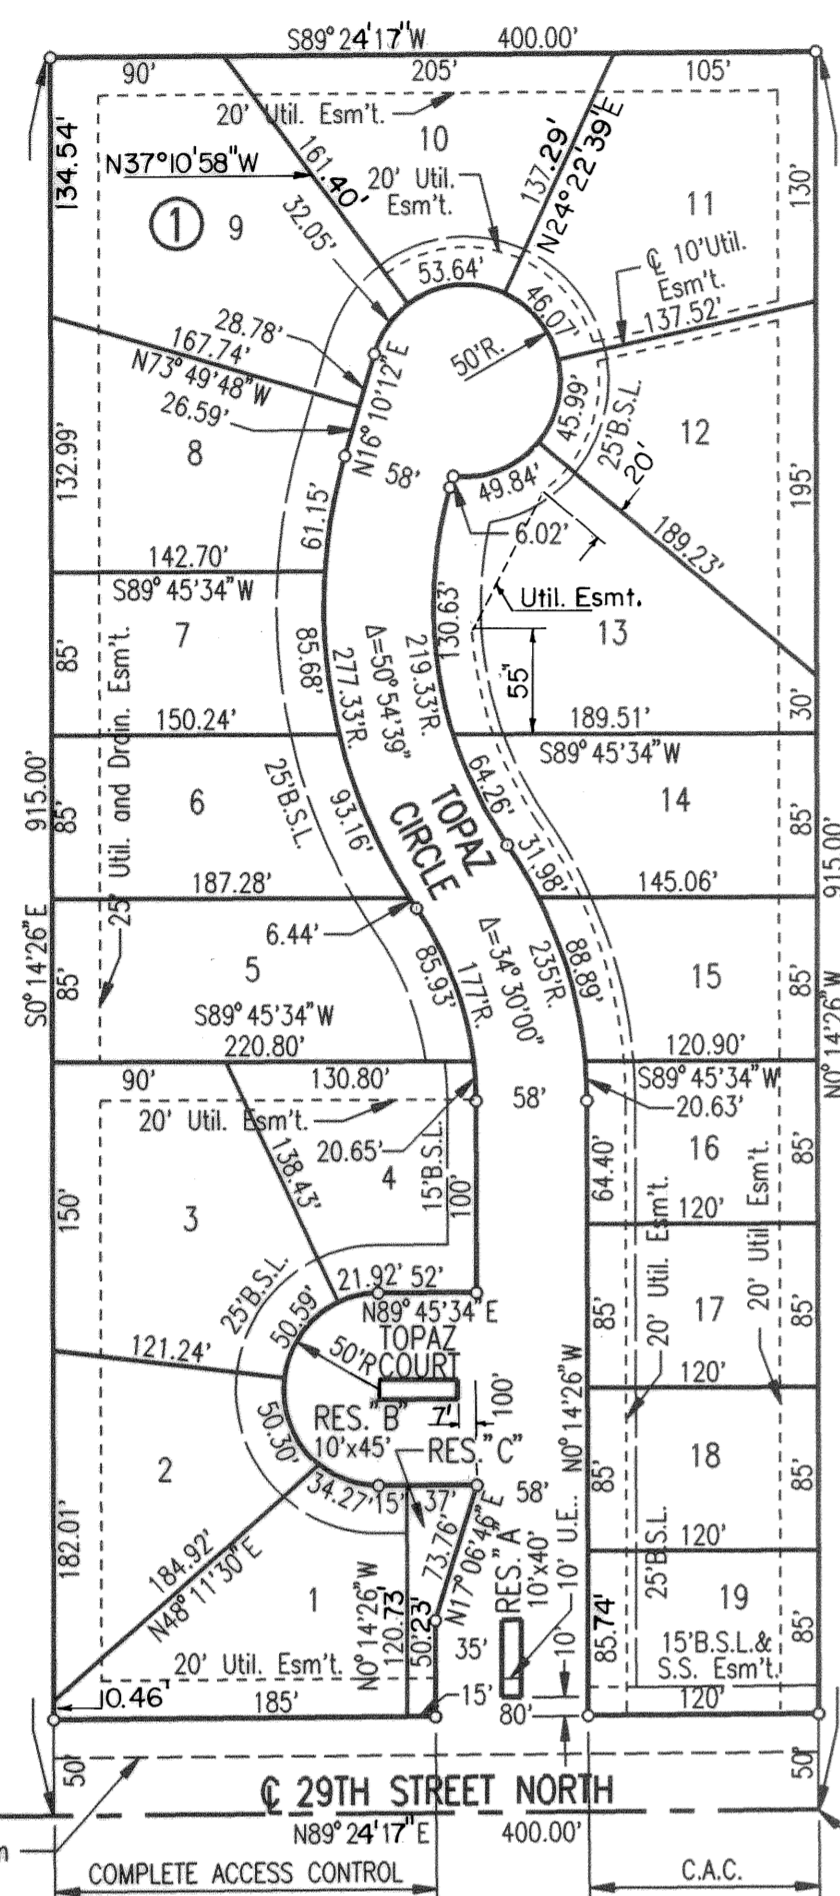 S89°24'17"W 400.00'
90' 205' 105'
20' Util. Esm't.
10
134.54'
N37°10'58"W
161.40'
20' Util.
Esm't.
137.29'
N24°22'39"E
130'
11
1
9
32.05'
53.64'
46.07'
℄ 10'Util.
Esm't.
137.52'
28.78'
167.74'
N73°49'48"W
26.59'
N16°10'12"E
50'R.
45.99'
25'B.S.L.
12
20'
195'
8
132.99'
58'
49.84'
6.02'
189.23'
61.15'
142.70'
S89°45'34"W
Util. Esmt.
130.63'
13
7
85'
85.68'
277.33'R.
Δ=50°54'39"
219.33'R.
55'
30'
150.24'
189.51'
S89°45'34"W
25' Util. and Drain. Esm't.
915.00'
S0°14'26"E
6
85'
25'B.S.L.
93.16'
TOPAZ
CIRCLE
64.26'
14
85'
915.00'
N0°14'26"W
31.98'
187.28'
145.06'
6.44'
5
85'
85.93'
177'R.
Δ=34°30'00"
235'R.
88.89'
15
85'
S89°45'34"W
220.80'
120.90'
S89°45'34"W
90' 130.80'
58'
20.63'
20' Util. Esm't.
20.65'
138.43'
4
15'B.S.L.
100'
64.40'
16
85'
120'
3
150'
25'B.S.L.
21.92' 52'
N89°45'34"E
50.59'
TOPAZ
COURT
50'R
20' Util. Esm't.
20' Util. Esm't.
17
85'
85'
120'
121.24'
RES. "B"
10'x45'
7'
100'
RES. "C"
N0°14'26"W
50.30'
2
34.27'
15'
37'
58'
18
85'
85'
120'
182.01'
184.92'
N48°11'30"E
1
N0°14'26"W
120.73'
73.76'
N17°06'46"E
50.23'
RES. "A"
10'x40'
10' U.E.
25'B.S.L.
19
85.74'
85'
15'B.S.L.&
S.S. Esm't.
20' Util. Esm't.
35'
10'
0.46'
185'
15'
80'
120'
50'
50'
℄ 29TH STREET NORTH
N89°24'17"E 400.00'
COMPLETE ACCESS CONTROL
C.A.C.